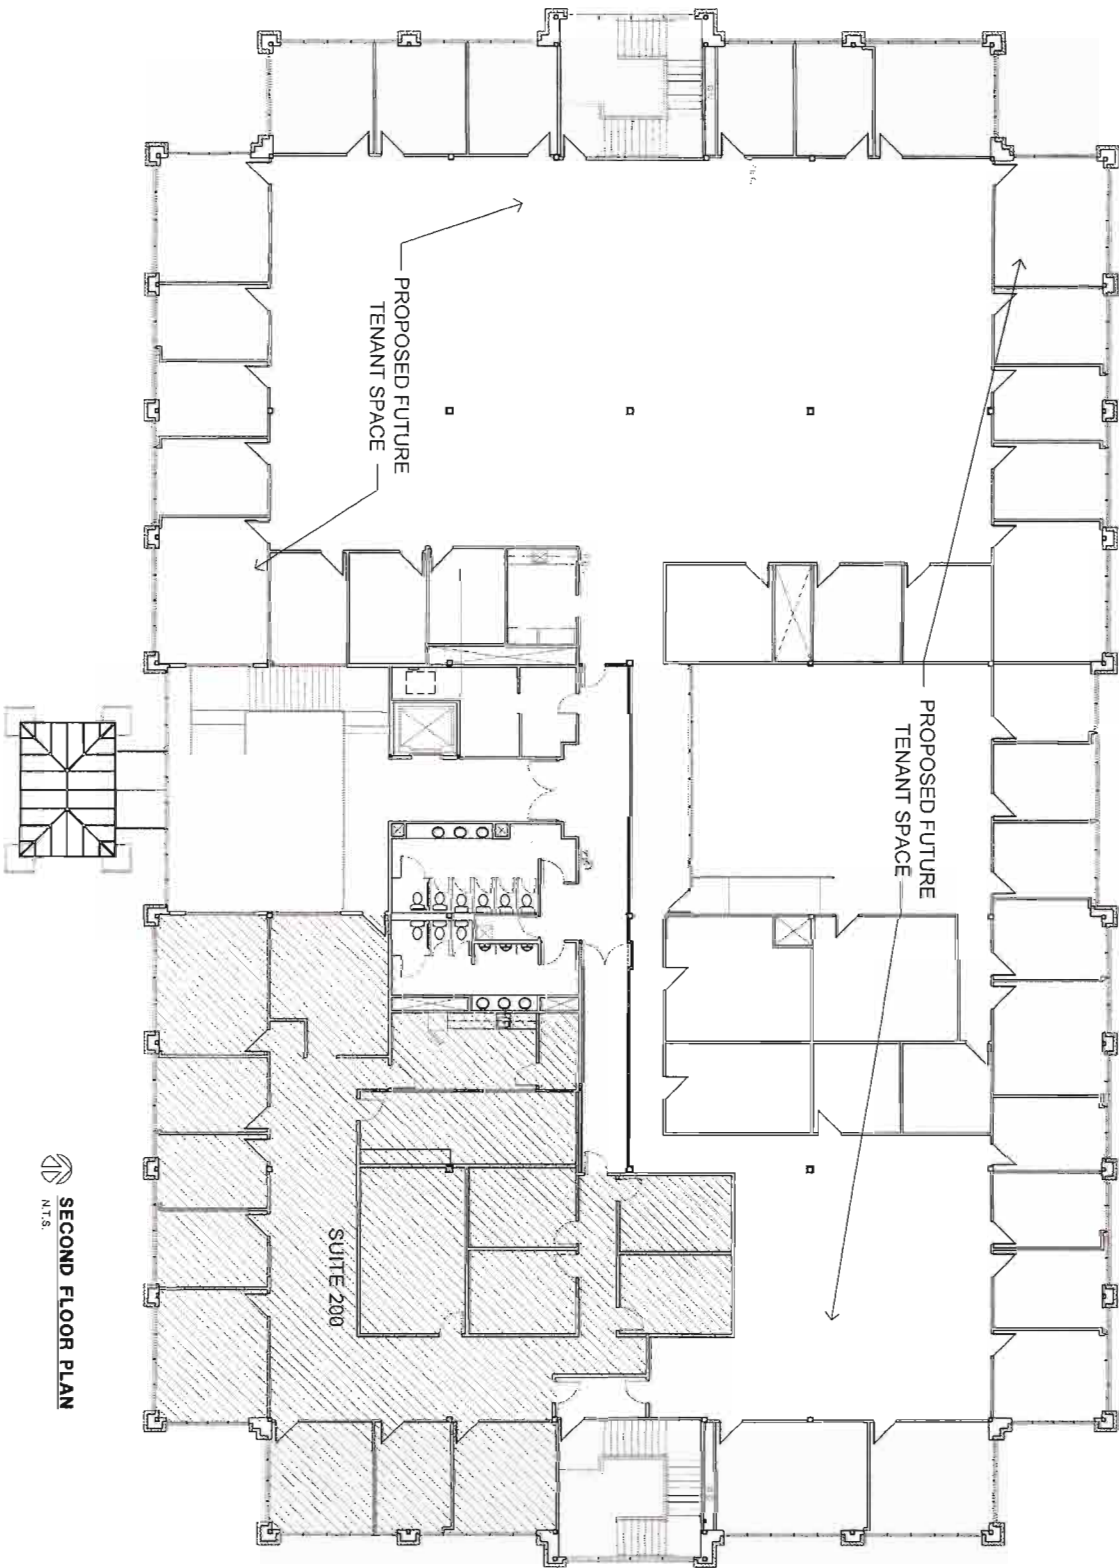 PROPOSED FUTURE
TENANT SPACE
PROPOSED FUTURE
TENANT SPACE
SUITE 200
SECOND FLOOR PLAN
N.T.S.